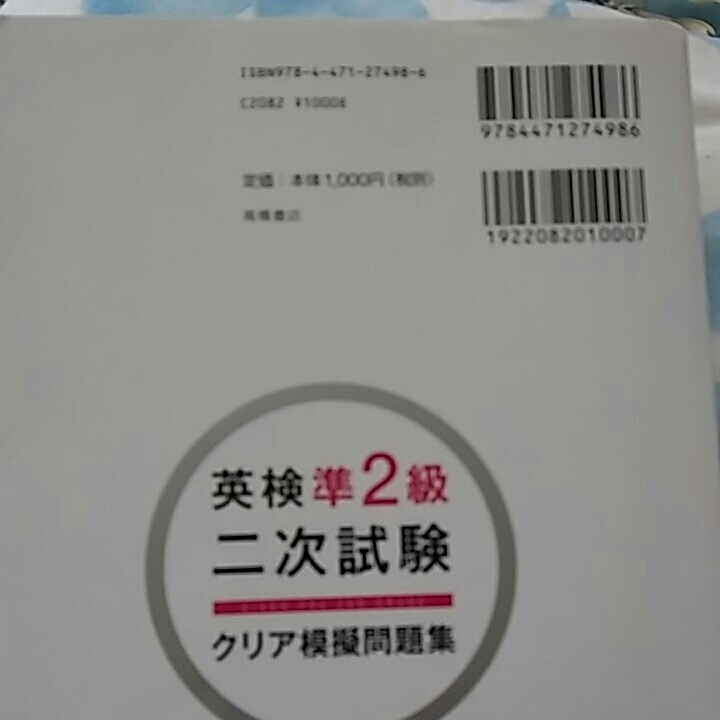 ISBN978-4-471-27498-6
C2082 ¥1000E
9784471274986
定価：本体1,000円（税別）
高橋書店
1922082010007
英検準2級
二次試験
クリア模擬問題集